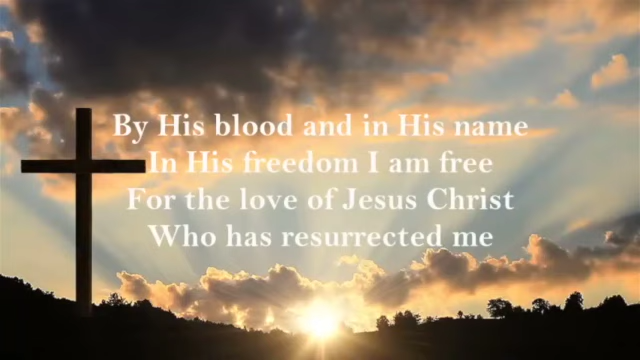 By His blood and in His name
In His freedom I am free
For the love of Jesus Christ
Who has resurrected me